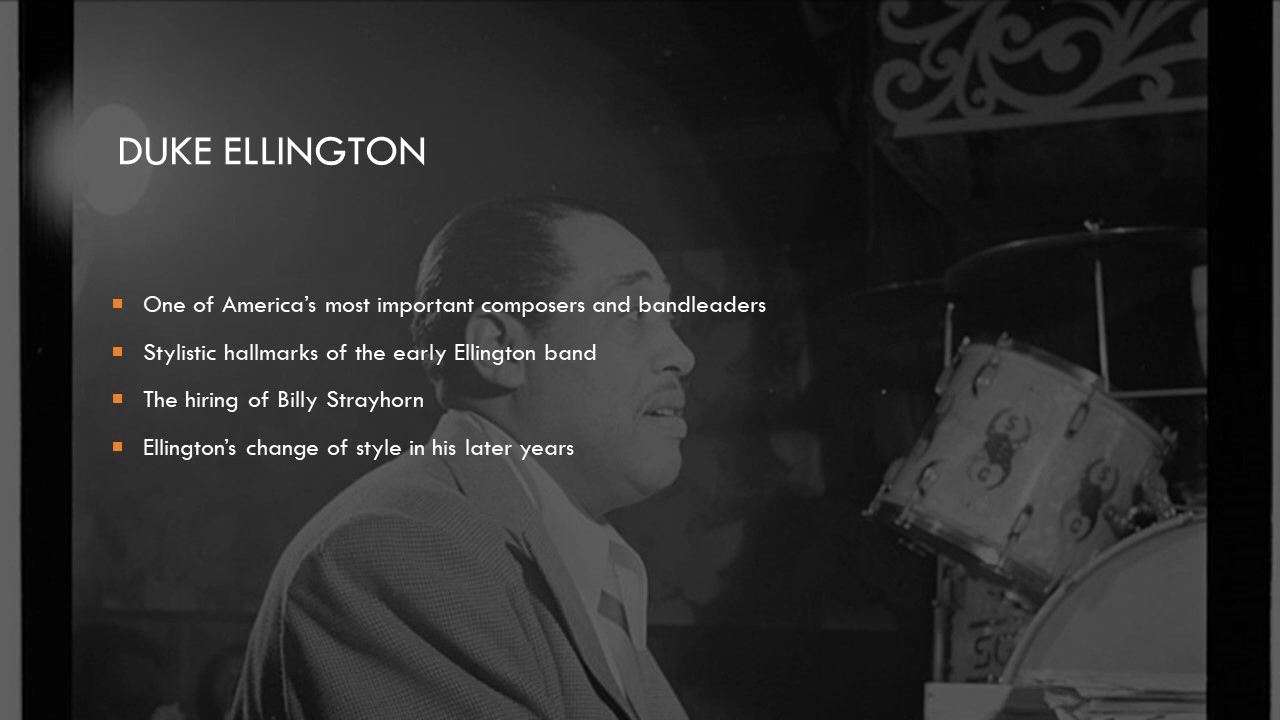 DUKE ELLINGTON
One of America's most important composers and bandleaders
Stylistic hallmarks of the early Ellington band
The hiring of Billy Strayhorn
Ellington's change of style in his later years
S
G
G